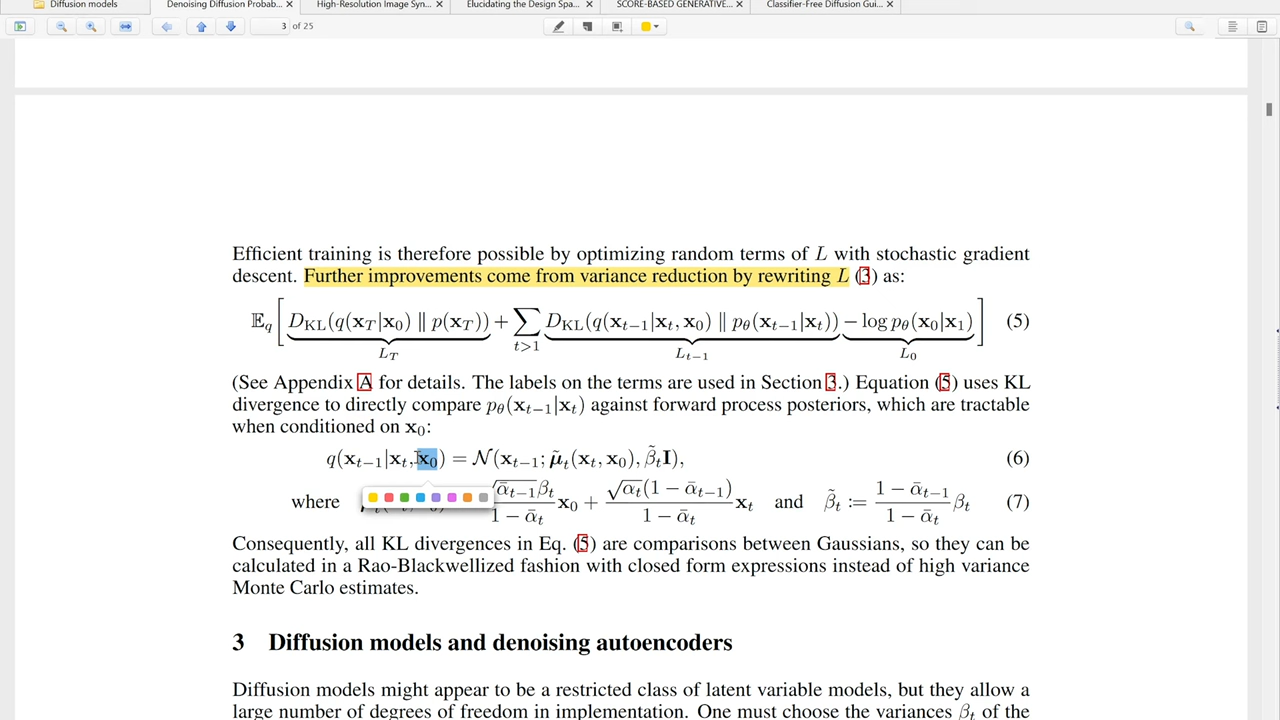 Diffusion models
Denoising Diffusion Probab...
High-Resolution Image Syn...
Elucidating the Design Spa...
SCORE-BASED GENERATIVE...
Classifier-Free Diffusion Gui...
3 of 25
Efficient training is therefore possible by optimizing random terms of L with stochastic gradient
descent. Further improvements come from variance reduction by rewriting L (3) as:
𝔼q [ D_KL(q(x_T|x_0) ∥ p(x_T)) + ∑ D_KL(q(x_{t−1}|x_t, x_0) ∥ p_θ(x_{t−1}|x_t)) − log p_θ(x_0|x_1) ] (5)
L_T t>1 L_{t−1} L_0
(See Appendix A for details. The labels on the terms are used in Section 3.) Equation (5) uses KL
divergence to directly compare p_θ(x_{t−1}|x_t) against forward process posteriors, which are tractable
when conditioned on x_0:
q(x_{t−1}|x_t, x_0) = 𝒩(x_{t−1}; μ̃_t(x_t, x_0), β̃_t I), (6)
where √ᾱ_{t−1}β_t / 1 − ᾱ_t x_0 + √α_t(1 − ᾱ_{t−1}) / 1 − ᾱ_t x_t and β̃_t := 1 − ᾱ_{t−1} / 1 − ᾱ_t β_t (7)
Consequently, all KL divergences in Eq. (5) are comparisons between Gaussians, so they can be
calculated in a Rao-Blackwellized fashion with closed form expressions instead of high variance
Monte Carlo estimates.
3 Diffusion models and denoising autoencoders
Diffusion models might appear to be a restricted class of latent variable models, but they allow a
large number of degrees of freedom in implementation. One must choose the variances β_t of the